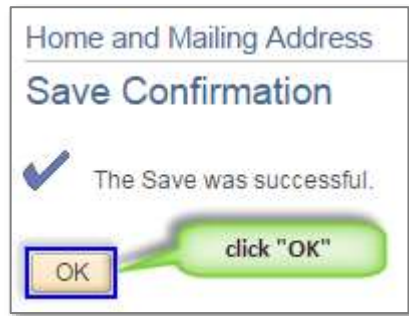 Home and Mailing Address
Save Confirmation
The Save was successful.
click "OK"
OK